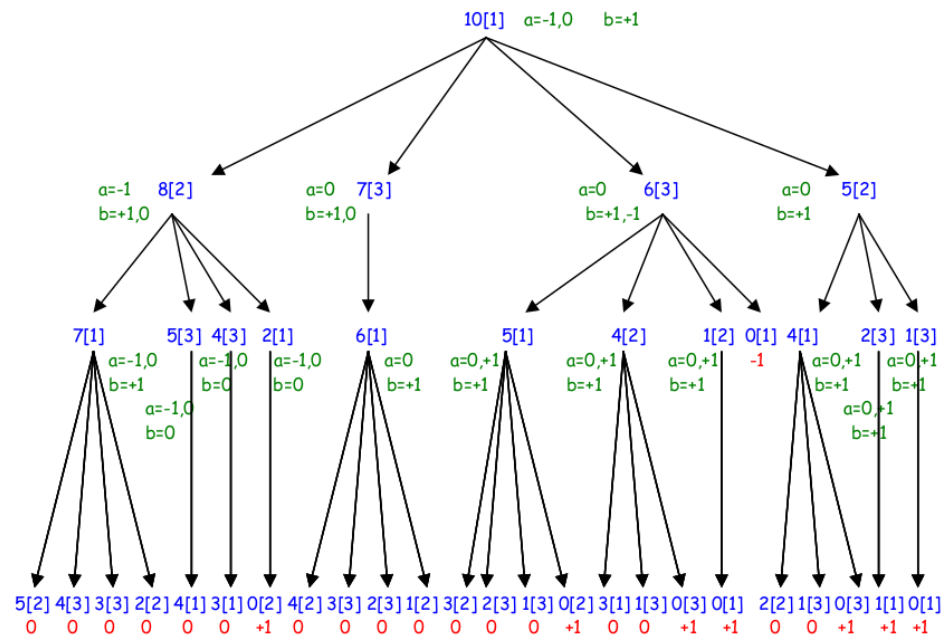 10[1] a=-1,0 b=+1
a=-1 8[2] a=0 7[3] a=0 6[3] a=0 5[2]
b=+1,0 b=+1,0 b=+1,-1 b=+1
7[1] 5[3] 4[3] 2[1] 6[1] 5[1] 4[2] 1[2] 0[1] 4[1] 2[3] 1[3]
a=-1,0 a=-1,0 a=-1,0 a=0 a=0,+1 a=0,+1 a=0,+1 -1 a=0,+1 a=0,+1
b=+1 b=0 b=0 b=+1 b=+1 b=+1 b=+1 b=+1 b=+1
a=-1,0 a=0,+1
b=0 b=+1
5[2] 4[3] 3[3] 2[2] 4[1] 3[1] 0[2] 4[2] 3[3] 2[3] 1[2] 3[2] 2[3] 1[3] 0[2] 3[1] 1[3] 0[3] 0[1] 2[2] 1[3] 0[3] 1[1] 0[1]
0 0 0 0 0 0 +1 0 0 0 0 0 0 0 +1 0 0 +1 +1 0 0 +1 +1 +1